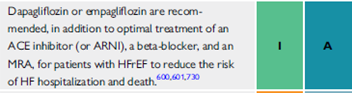 Dapagliflozin or empagliflozin are recom-
mended, in addition to optimal treatment of an
ACE inhibitor (or ARNI), a beta-blocker, and an
MRA, for patients with HFrEF to reduce the risk
of HF hospitalization and death.600,601,730
I
A